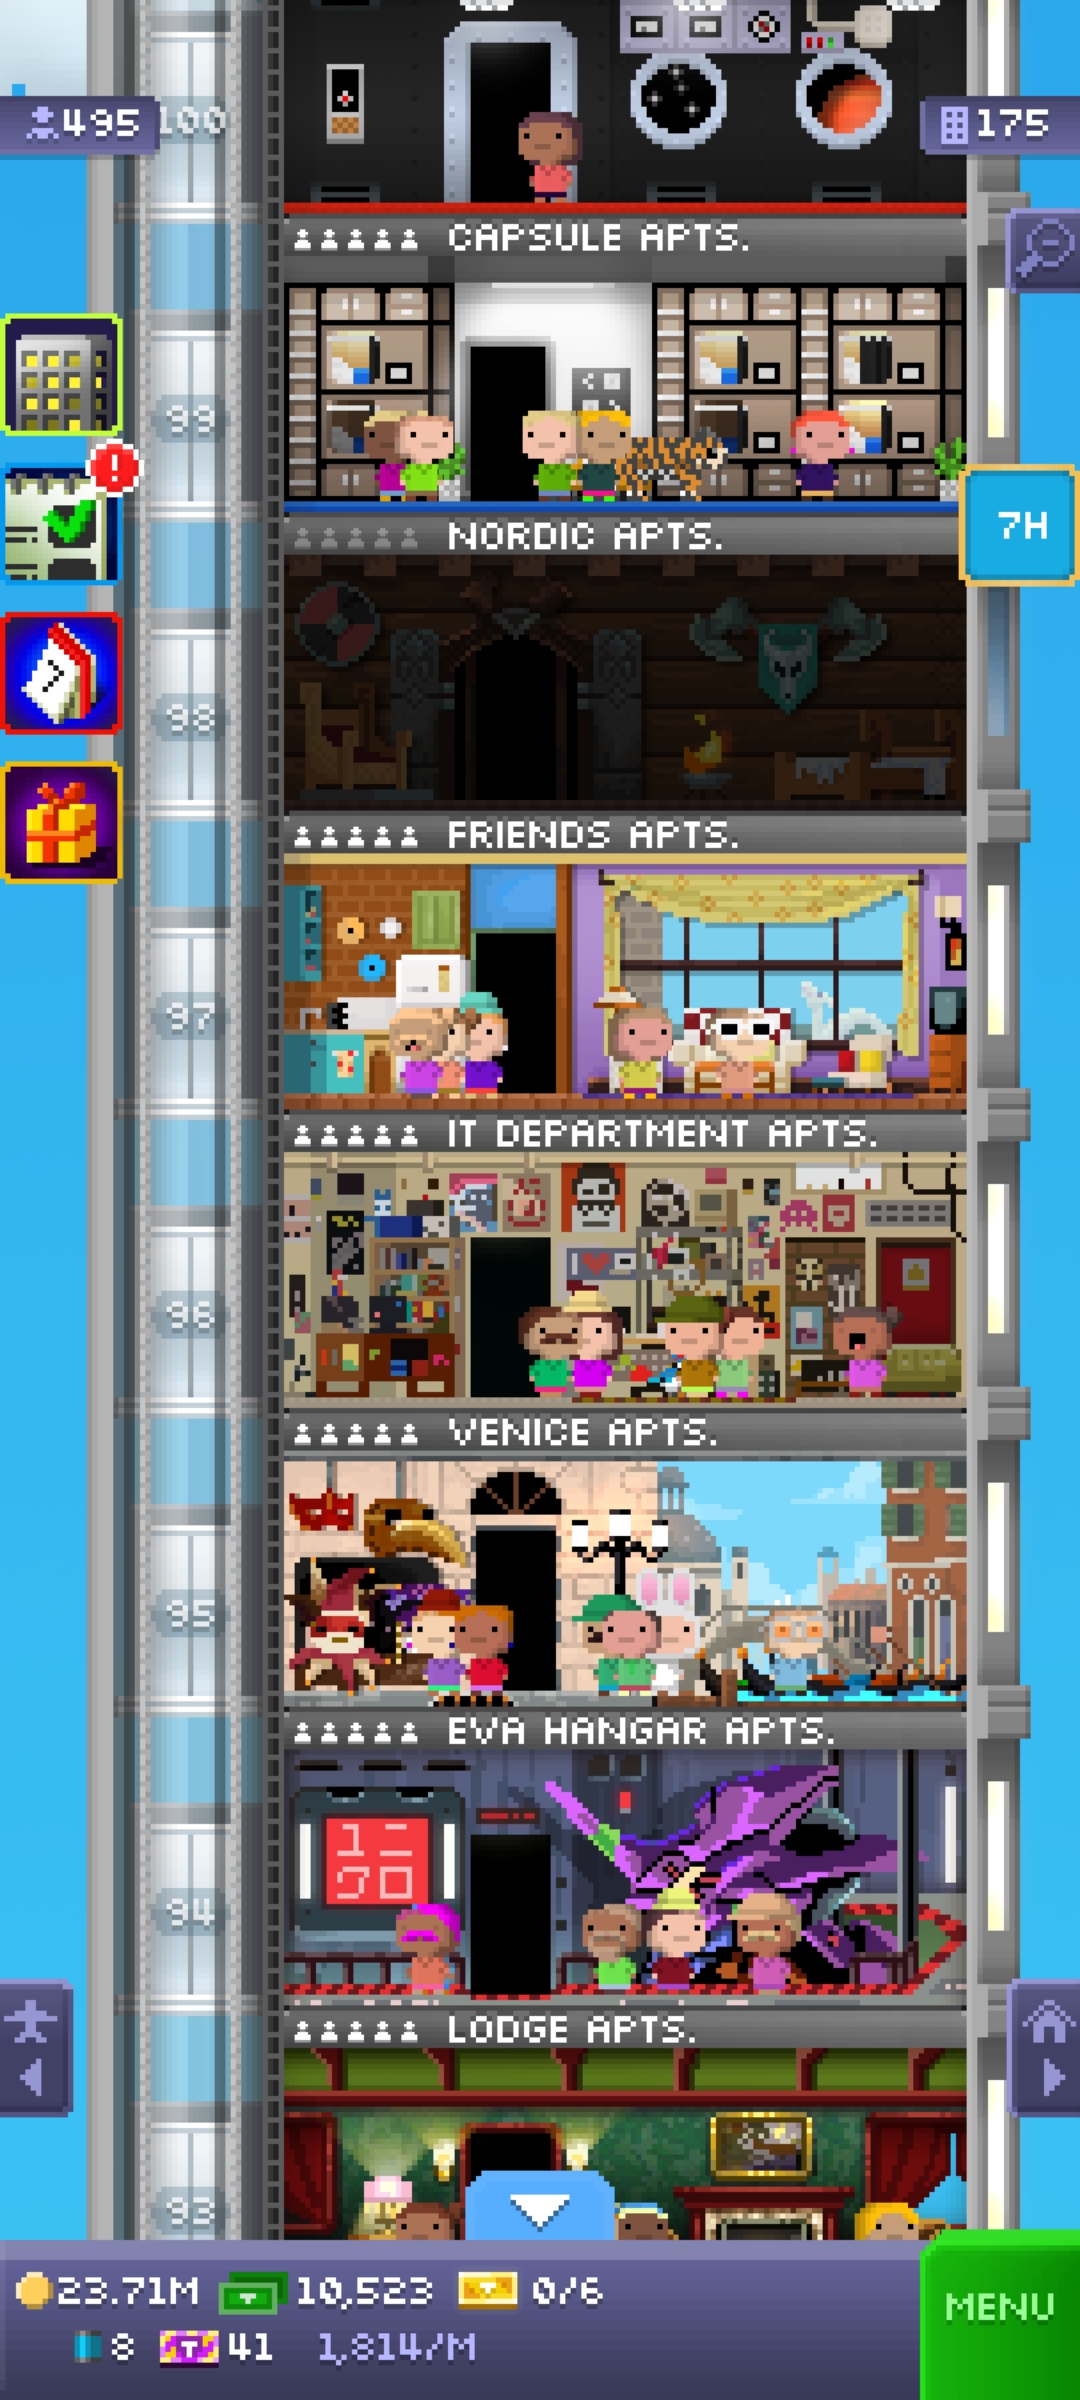 495
100
175
CAPSULE APTS.
99
NORDIC APTS.
7H
98
FRIENDS APTS.
97
IT DEPARTMENT APTS.
96
VENICE APTS.
95
EVA HANGAR APTS.
94
LODGE APTS.
93
23.71M 10,523 0/6
8 T 41 1,814/M
MENU